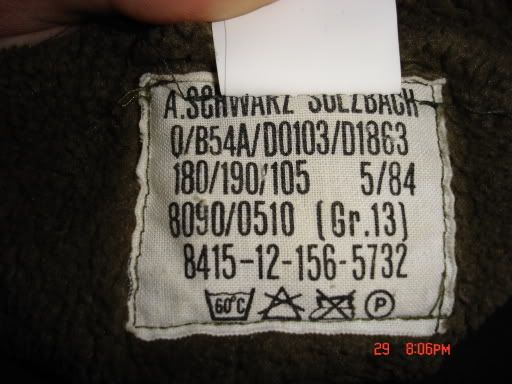 A.SCHWARZ SULZBACH
Q/B54A/D0103/D1863
180/190/105 5/84
8090/0510 (Gr.13)
8415-12-156-5732
60°C P
29 8:06PM